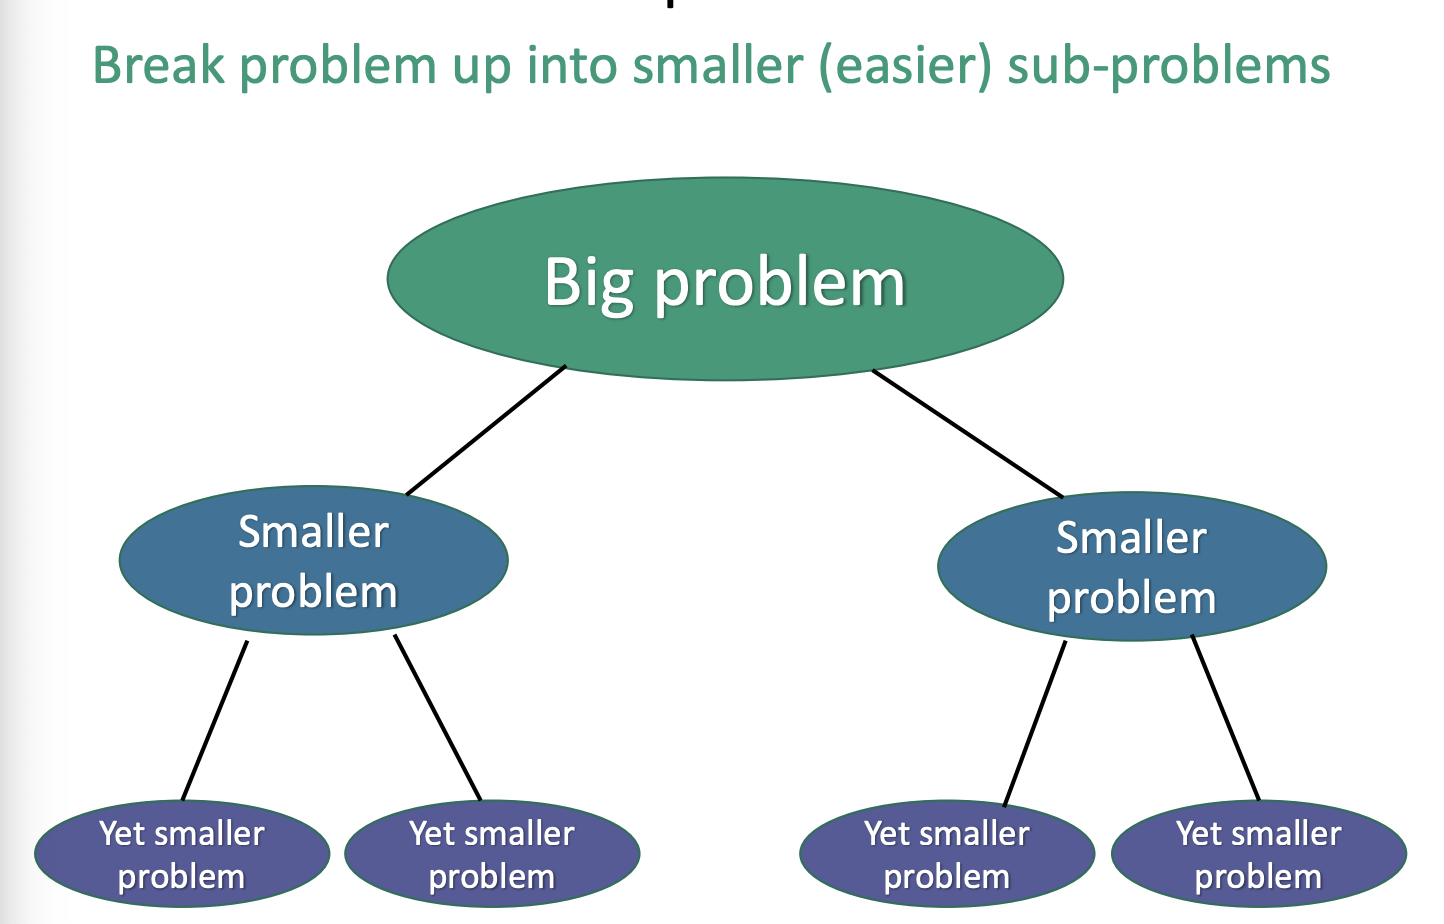 Break problem up into smaller (easier) sub-problems
Big problem
Smaller
problem
Smaller
problem
Yet smaller
problem
Yet smaller
problem
Yet smaller
problem
Yet smaller
problem